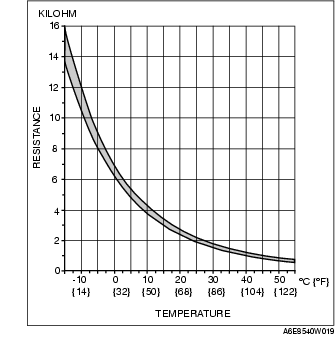 KILOHM
16
14
12
10
8
6
4
2
0
RESISTANCE
-10 0 10 20 30 40 50 °C (°F)
{14} {32} {50} {68} {86} {104} {122}
TEMPERATURE
A6E8540W019